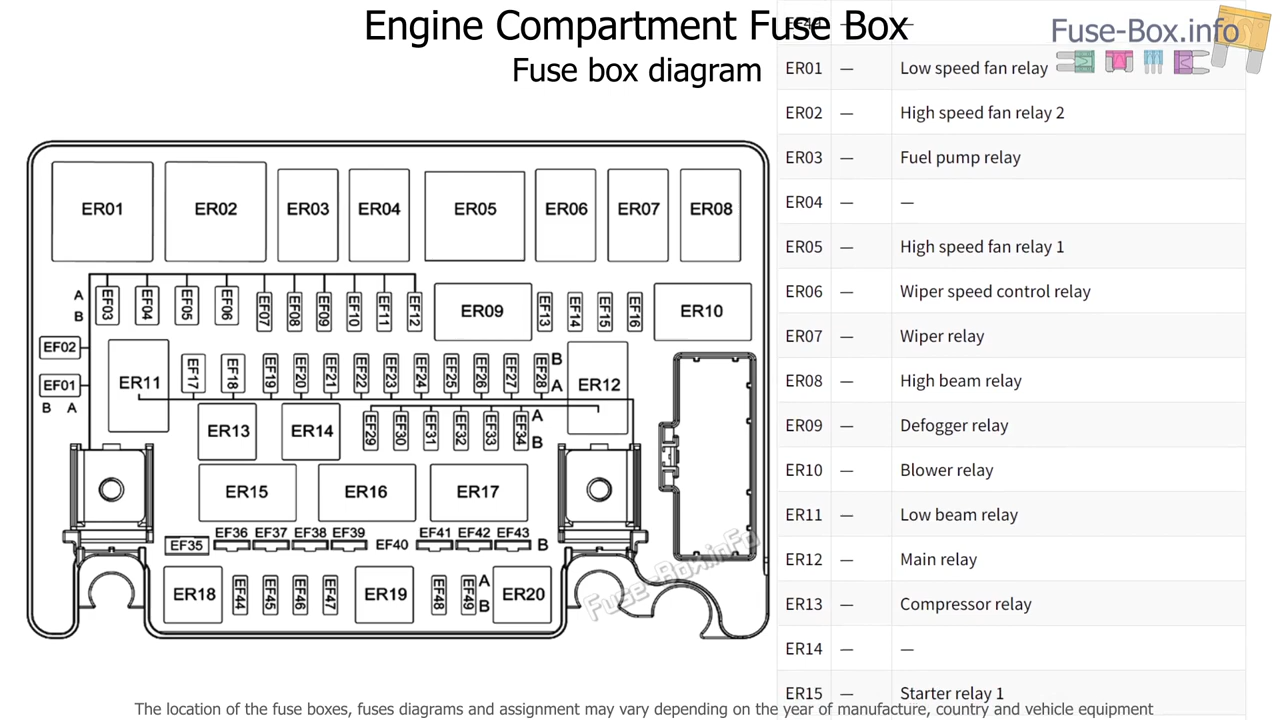 Engine Compartment Fuse Box
Fuse box diagram
Fuse-Box.info
ER01 — Low speed fan relay
ER02 — High speed fan relay 2
ER03 — Fuel pump relay
ER04 — —
ER05 — High speed fan relay 1
ER06 — Wiper speed control relay
ER07 — Wiper relay
ER08 — High beam relay
ER09 — Defogger relay
ER10 — Blower relay
ER11 — Low beam relay
ER12 — Main relay
ER13 — Compressor relay
ER14 — —
ER15 — Starter relay 1
ER01 ER02 ER03 ER04 ER05 ER06 ER07 ER08
A
B
EF03 EF04 EF05 EF06 EF07 EF08 EF09 EF10 EF11 EF12 ER09 EF13 EF14 EF15 EF16 ER10
EF02
EF01
B A
ER11 EF17 EF18 EF19 EF20 EF21 EF22 EF23 EF24 EF25 EF26 EF27 EF28 B
A
ER12
ER13 ER14 EF29 EF30 EF31 EF32 EF33 EF34 A
B
ER15 ER16 ER17
EF35 EF36 EF37 EF38 EF39 EF40 EF41 EF42 EF43 B
ER18 EF44 EF45 EF46 EF47 ER19 EF48 EF49 A
B
ER20
Fuse-Box.inFo
The location of the fuse boxes, fuses diagrams and assignment may vary depending on the year of manufacture, country and vehicle equipment